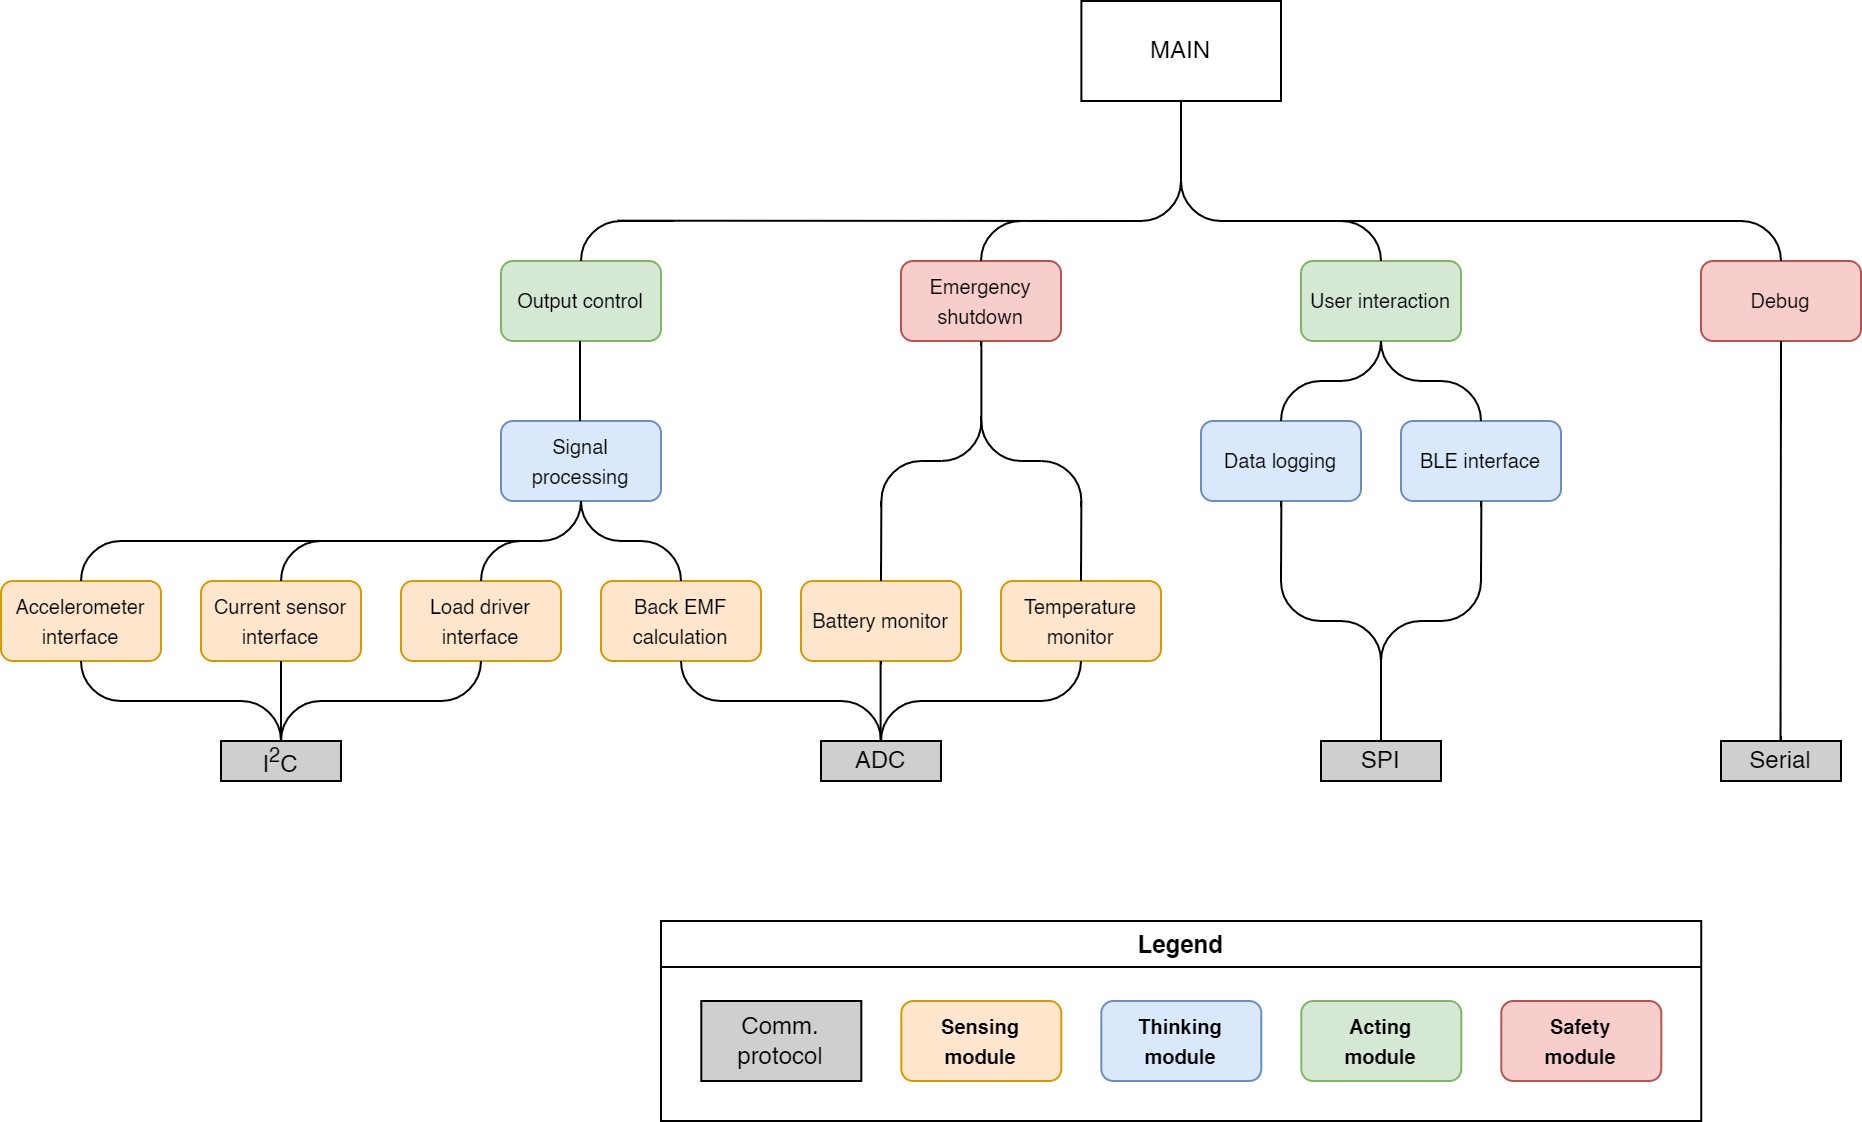 MAIN
Output control
Emergency
shutdown
User interaction
Debug
Signal
processing
Data logging
BLE interface
Accelerometer
interface
Current sensor
interface
Load driver
interface
Back EMF
calculation
Battery monitor
Temperature
monitor
I²C
ADC
SPI
Serial
Legend
Comm.
protocol
Sensing
module
Thinking
module
Acting
module
Safety
module